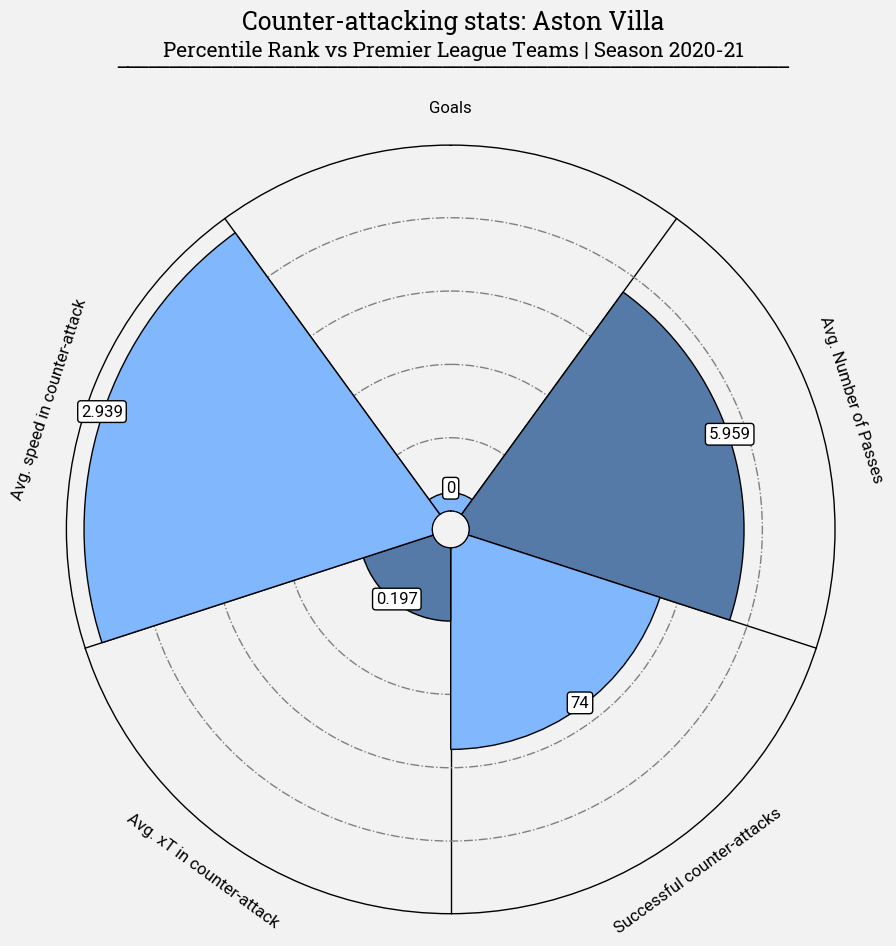 Counter-attacking stats: Aston Villa
Percentile Rank vs Premier League Teams | Season 2020-21
Goals
Avg. Number of Passes
Avg. speed in counter-attack
2.939
5.959
0
0.197
74
Avg. xT in counter-attack
Successful counter-attacks